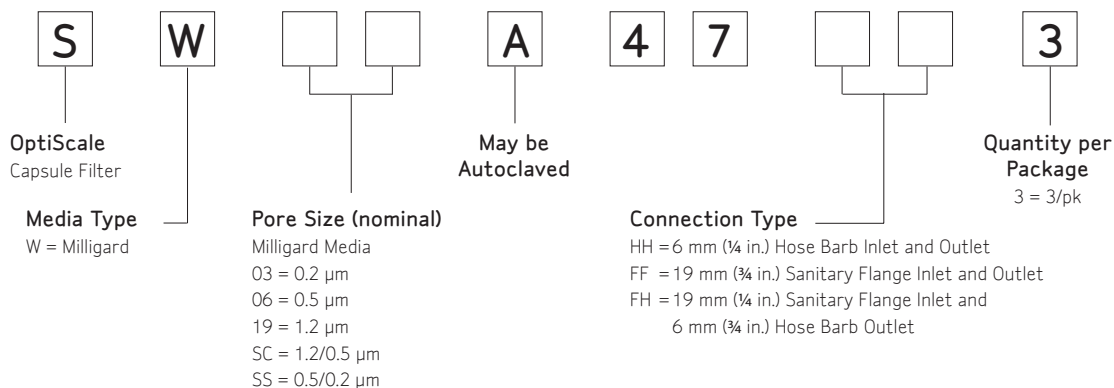 S W A 4 7 3
OptiScale
Capsule Filter
May be
Autoclaved
Quantity per
Package
3 = 3/pk
Media Type
W = Milligard
Pore Size (nominal)
Milligard Media
03 = 0.2 µm
06 = 0.5 µm
19 = 1.2 µm
SC = 1.2/0.5 µm
SS = 0.5/0.2 µm
Connection Type
HH = 6 mm (¼ in.) Hose Barb Inlet and Outlet
FF = 19 mm (¾ in.) Sanitary Flange Inlet and Outlet
FH = 19 mm (¼ in.) Sanitary Flange Inlet and
6 mm (¾ in.) Hose Barb Outlet